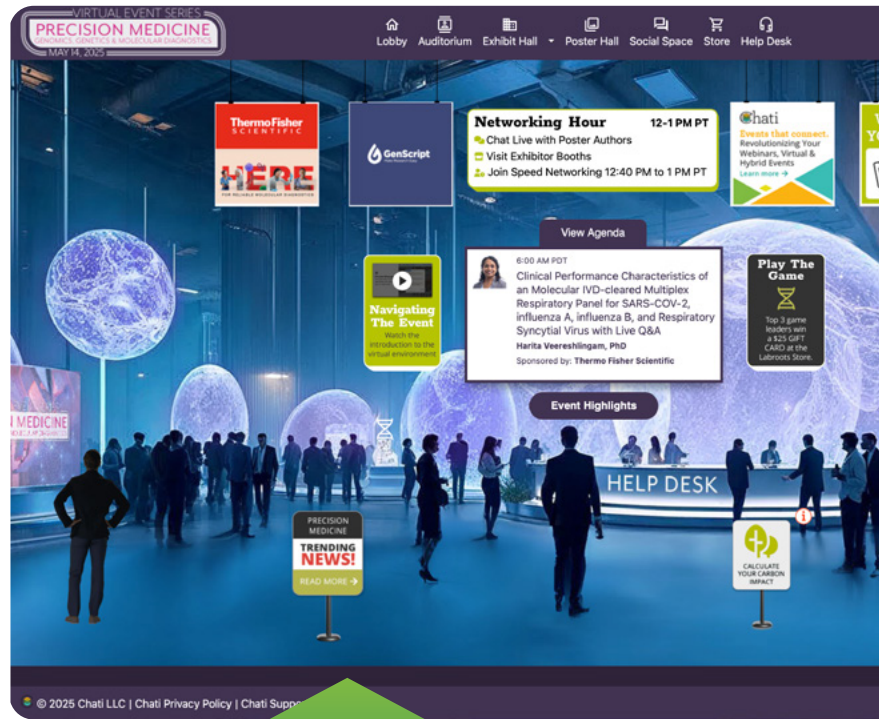 VIRTUAL EVENT SERIES
PRECISION MEDICINE
GENOMICS, GENETICS & MOLECULAR DIAGNOSTICS
MAY 14, 2025
Lobby Auditorium Exhibit Hall Poster Hall Social Space Store Help Desk
ThermoFisher
SCIENTIFIC
HERE
FOR RELIABLE MOLECULAR DIAGNOSTICS
GenScript
Networking Hour 12-1 PM PT
Chat Live with Poster Authors
Visit Exhibitor Booths
Join Speed Networking 12:40 PM to 1 PM PT
Chati
Events that connect.
Revolutionizing Your
Webinars, Virtual &
Hybrid Events
Learn more →
View Agenda
6:00 AM PDT
Clinical Performance Characteristics of
an Molecular IVD-cleared Multiplex
Respiratory Panel for SARS-COV-2,
influenza A, influenza B, and Respiratory
Syncytial Virus with Live Q&A
Harita Veereshlingam, PhD
Sponsored by: Thermo Fisher Scientific
Navigating
The Event
Watch the
introduction to the
virtual environment
Play The
Game
Top 3 game
leaders win
a $25 GIFT
CARD at the
Labroots Store.
Event Highlights
MEDICINE
HELP DESK
PRECISION
MEDICINE
TRENDING
NEWS!
READ MORE →
CALCULATE
YOUR CARBON
IMPACT
© 2025 Chati LLC | Chati Privacy Policy | Chati